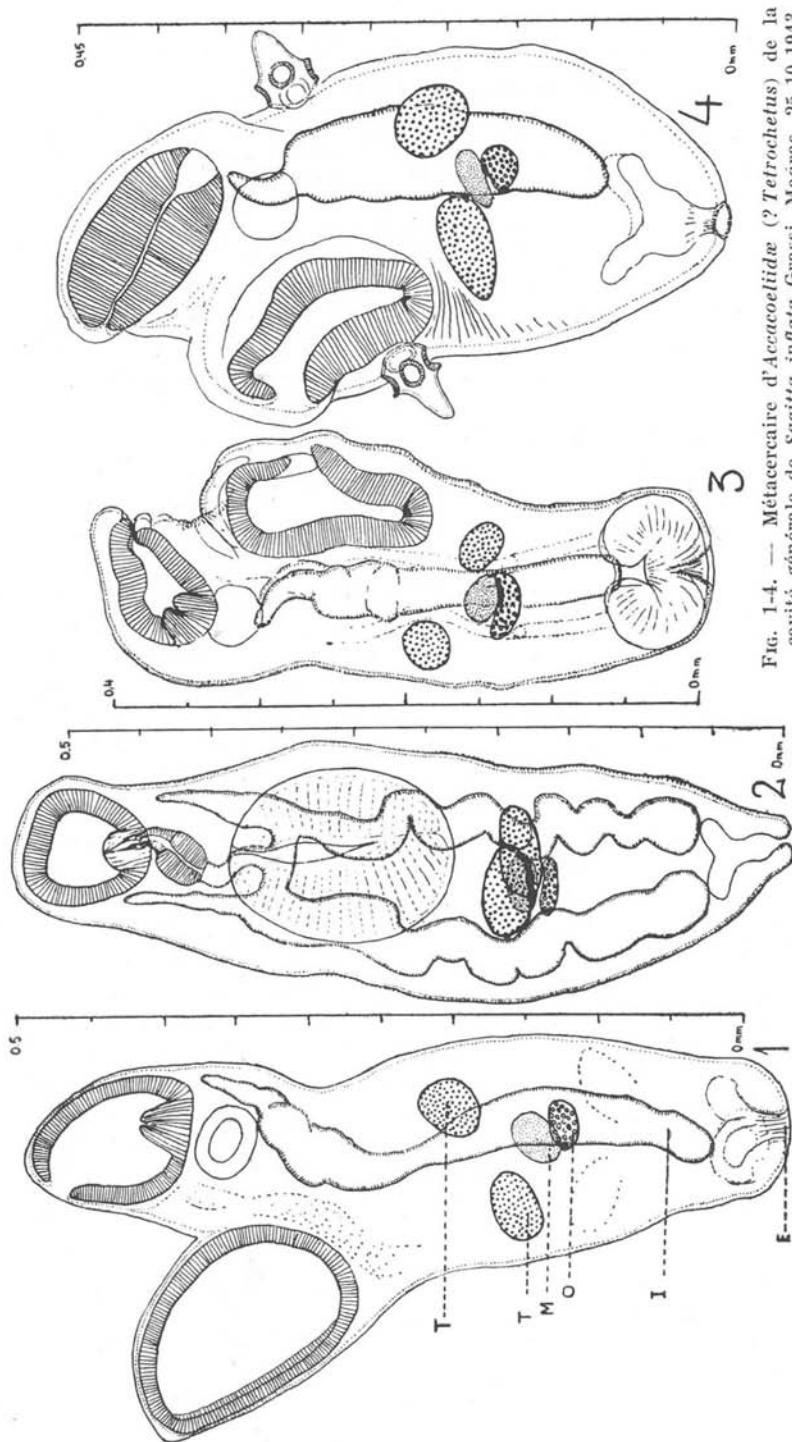 0.5
0mm
1
T
T
M
O
I
E
0.5
0mm
2
0.4
0mm
3
0.45
0mm
4
FIG. 1-4. — Métacercaire d'Accacoeliidæ (? Tetrochetus) de la
cavité générale de Sagitta inflata Grassi, Mogées, 25-10-1943